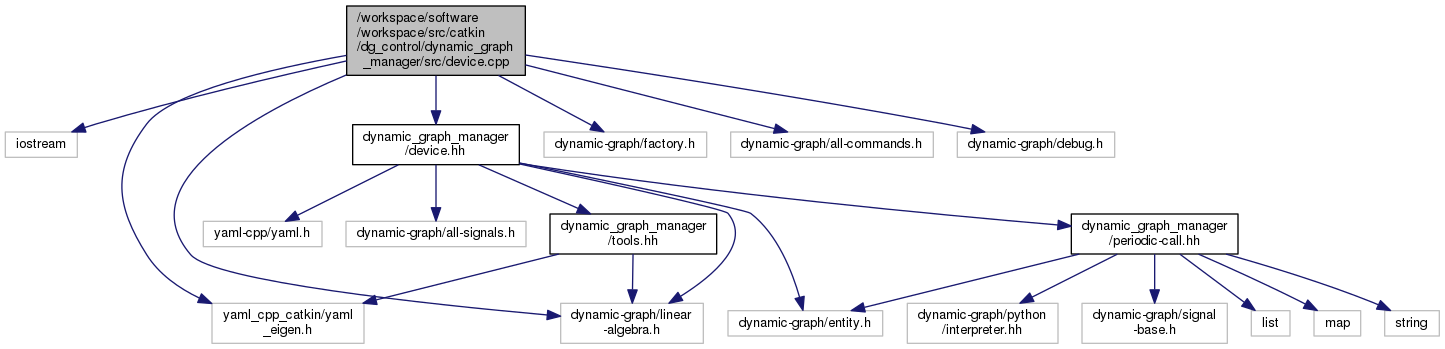 /workspace/software
/workspace/src/catkin
/dg_control/dynamic_graph
_manager/src/device.cpp
iostream
dynamic_graph_manager
/device.hh
dynamic-graph/factory.h
dynamic-graph/all-commands.h
dynamic-graph/debug.h
yaml-cpp/yaml.h
dynamic-graph/all-signals.h
dynamic_graph_manager
/tools.hh
dynamic_graph_manager
/periodic-call.hh
yaml_cpp_catkin/yaml
_eigen.h
dynamic-graph/linear
-algebra.h
dynamic-graph/entity.h
dynamic-graph/python
/interpreter.hh
dynamic-graph/signal
-base.h
list
map
string